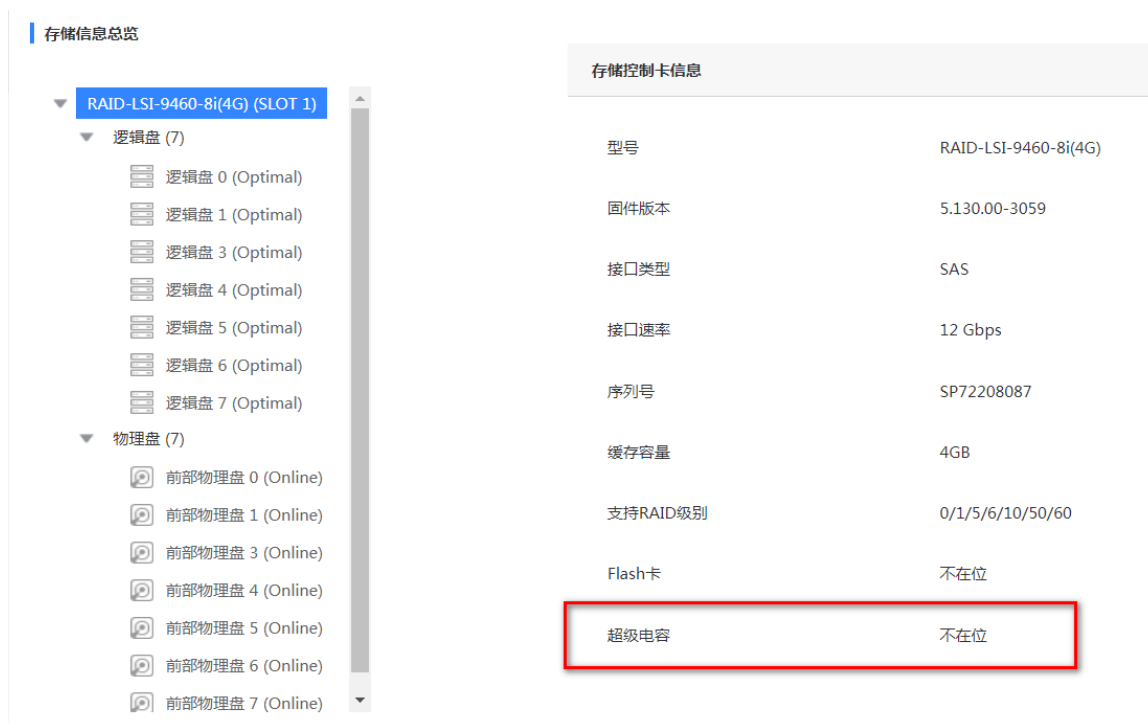 存储信息总览
RAID-LSI-9460-8i(4G) (SLOT 1)
逻辑盘 (7)
逻辑盘 0 (Optimal)
逻辑盘 1 (Optimal)
逻辑盘 3 (Optimal)
逻辑盘 4 (Optimal)
逻辑盘 5 (Optimal)
逻辑盘 6 (Optimal)
逻辑盘 7 (Optimal)
物理盘 (7)
前部物理盘 0 (Online)
前部物理盘 1 (Online)
前部物理盘 3 (Online)
前部物理盘 4 (Online)
前部物理盘 5 (Online)
前部物理盘 6 (Online)
前部物理盘 7 (Online)
存储控制卡信息
型号 RAID-LSI-9460-8i(4G)
固件版本 5.130.00-3059
接口类型 SAS
接口速率 12 Gbps
序列号 SP72208087
缓存容量 4GB
支持RAID级别 0/1/5/6/10/50/60
Flash卡 不在位
超级电容 不在位